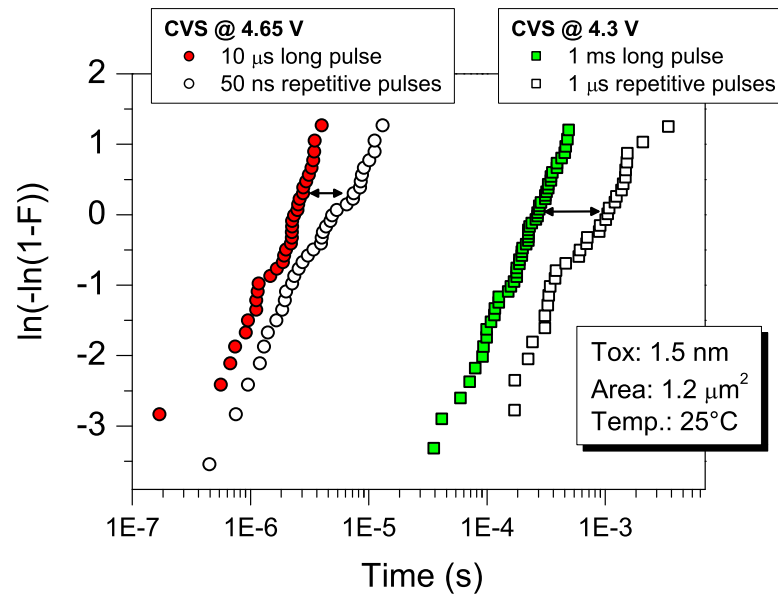 CVS @ 4.65 V
10 μs long pulse
50 ns repetitive pulses
CVS @ 4.3 V
1 ms long pulse
1 μs repetitive pulses
2
1
0
-1
-2
-3
ln(-ln(1-F))
Tox: 1.5 nm
Area: 1.2 μm²
Temp.: 25°C
1E-7
1E-6
1E-5
1E-4
1E-3
Time (s)